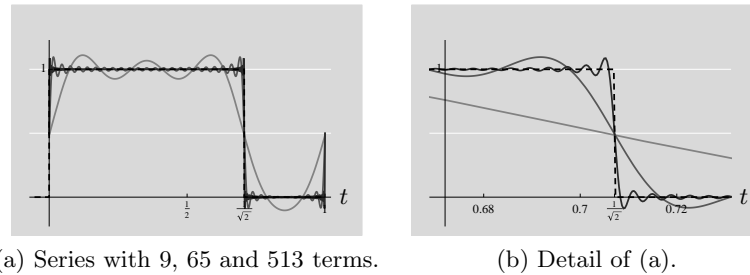 1
1/2
1/√2
1
t
1
0.68
0.7
1/√2
0.72
t
(a) Series with 9, 65 and 513 terms.
(b) Detail of (a).